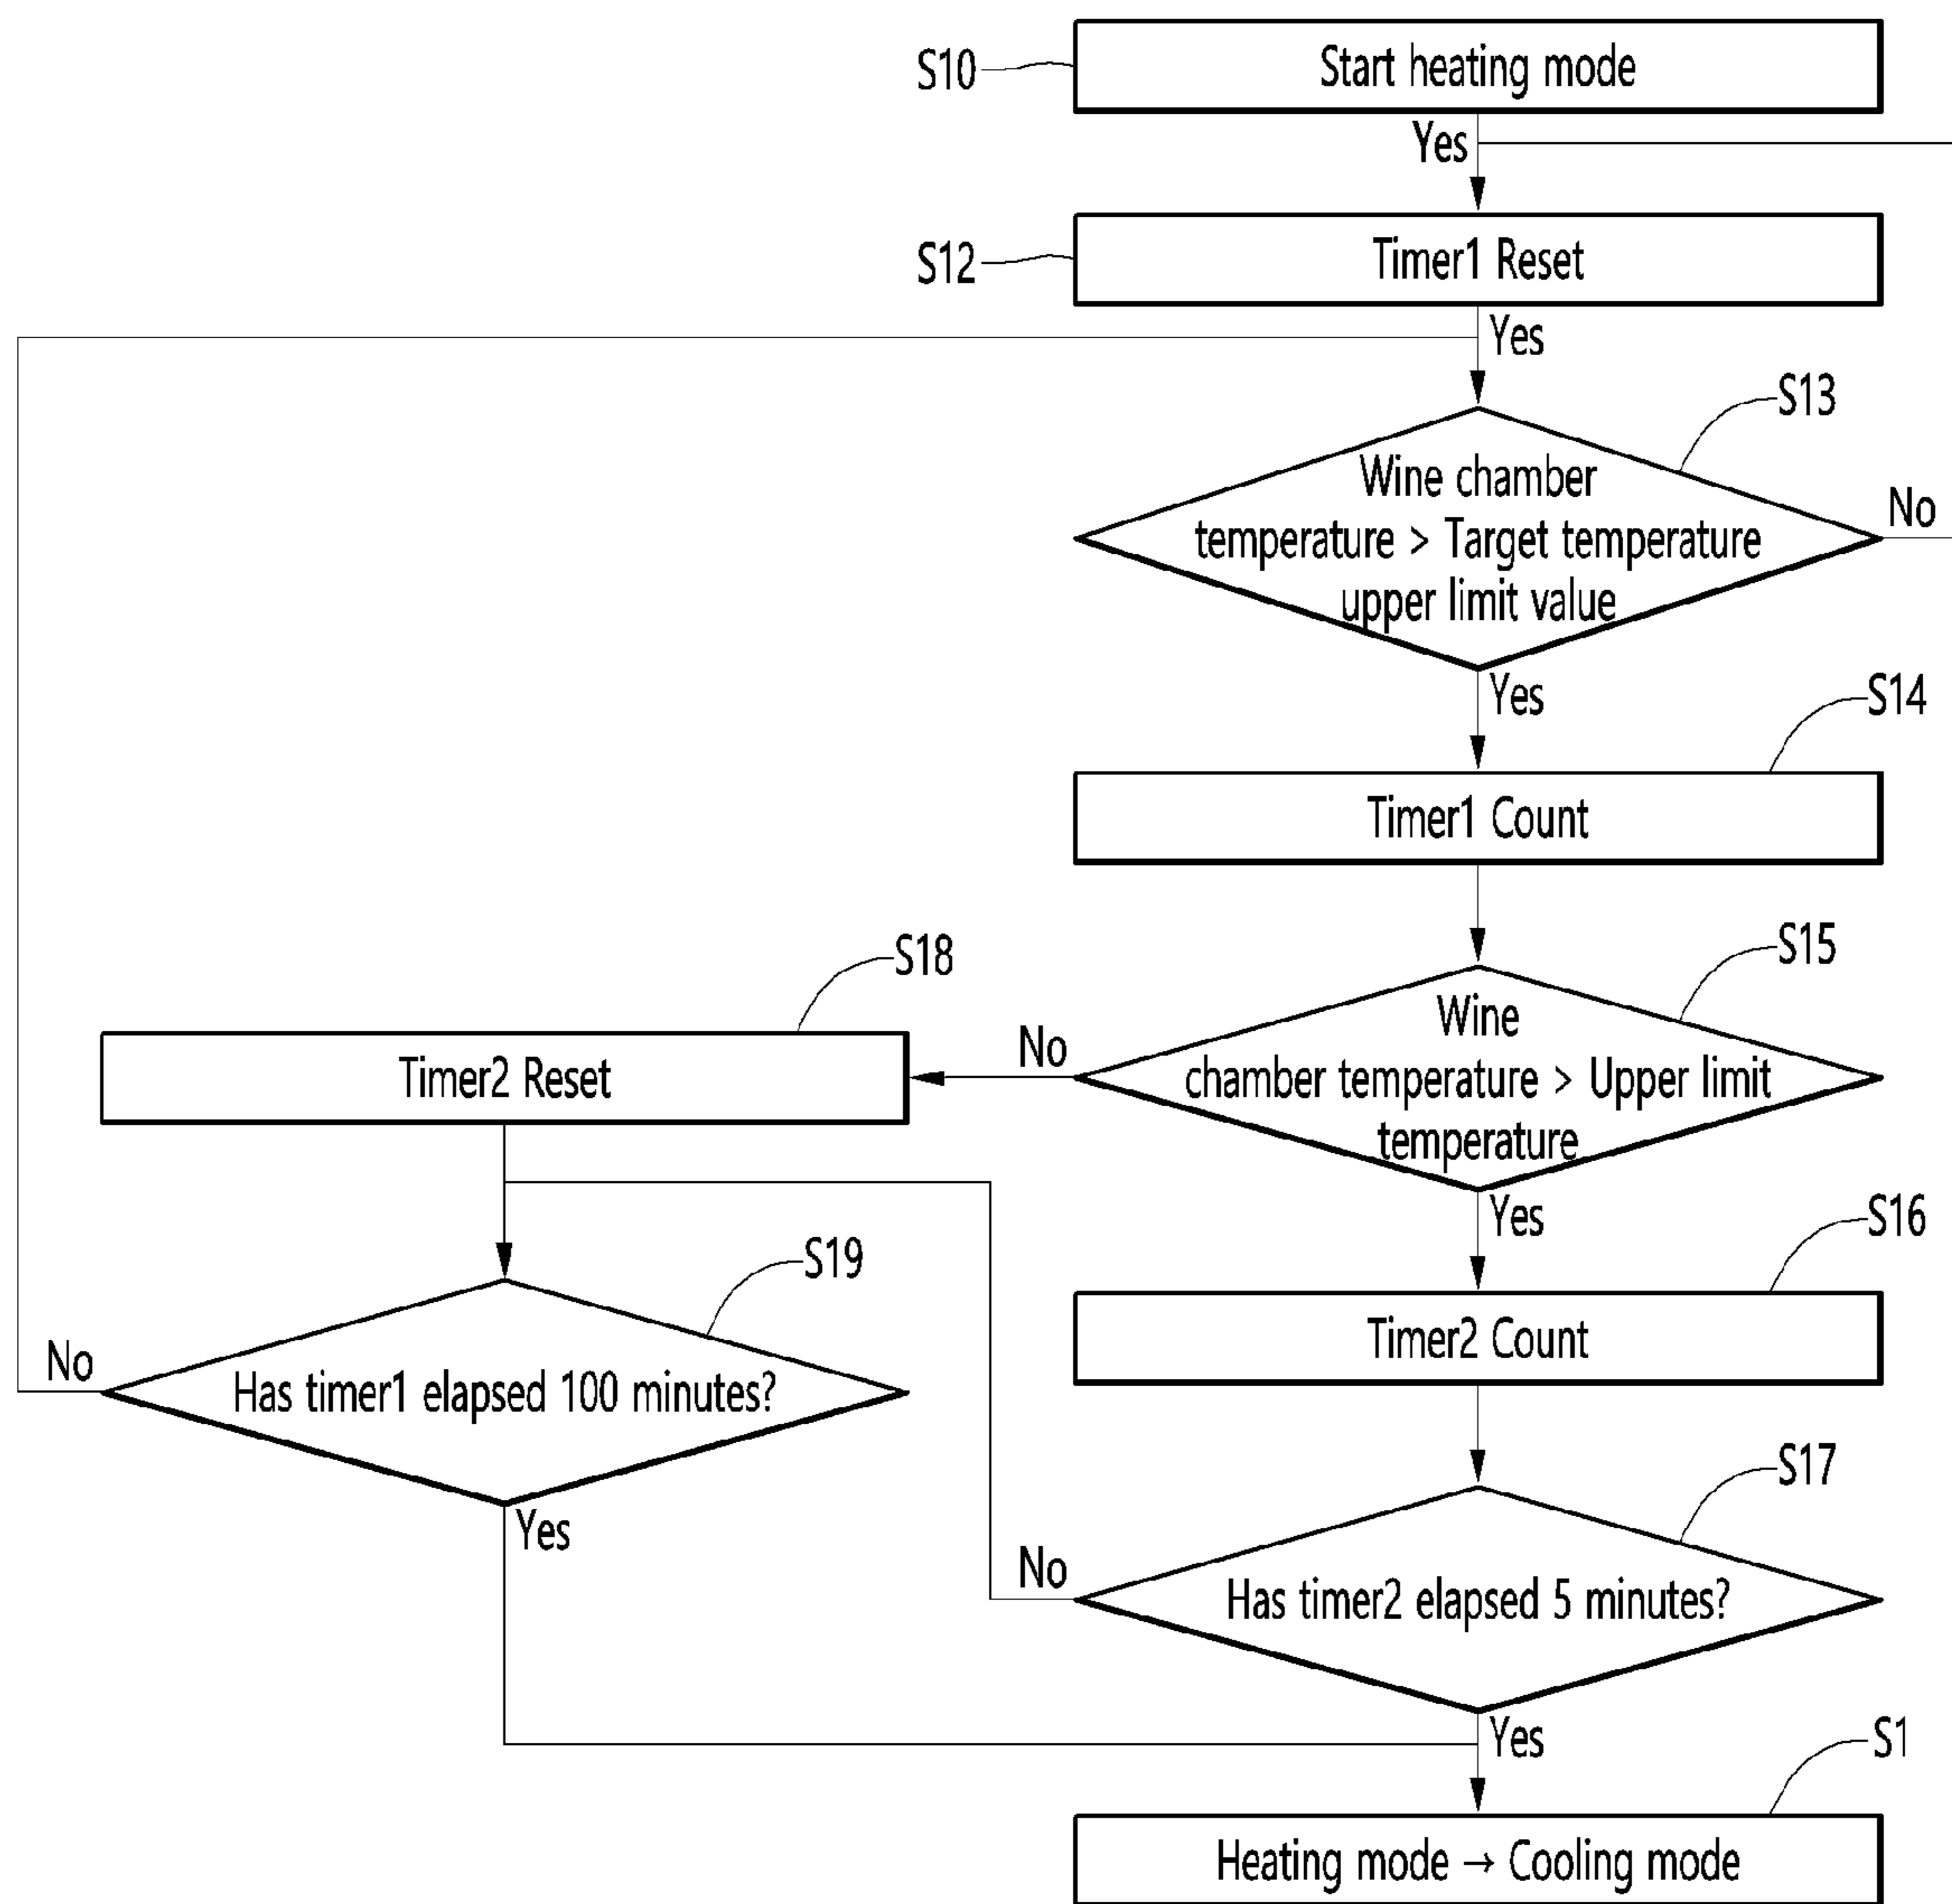 S10
Start heating mode
Yes
S12
Timer1 Reset
Yes
S13
Wine chamber
temperature > Target temperature
upper limit value
No
Yes
S14
Timer1 Count
S15
Wine
chamber temperature > Upper limit
temperature
No
S18
Timer2 Reset
Yes
S16
Timer2 Count
S19
Has timer1 elapsed 100 minutes?
No
Yes
S17
Has timer2 elapsed 5 minutes?
No
Yes
S1
Heating mode → Cooling mode